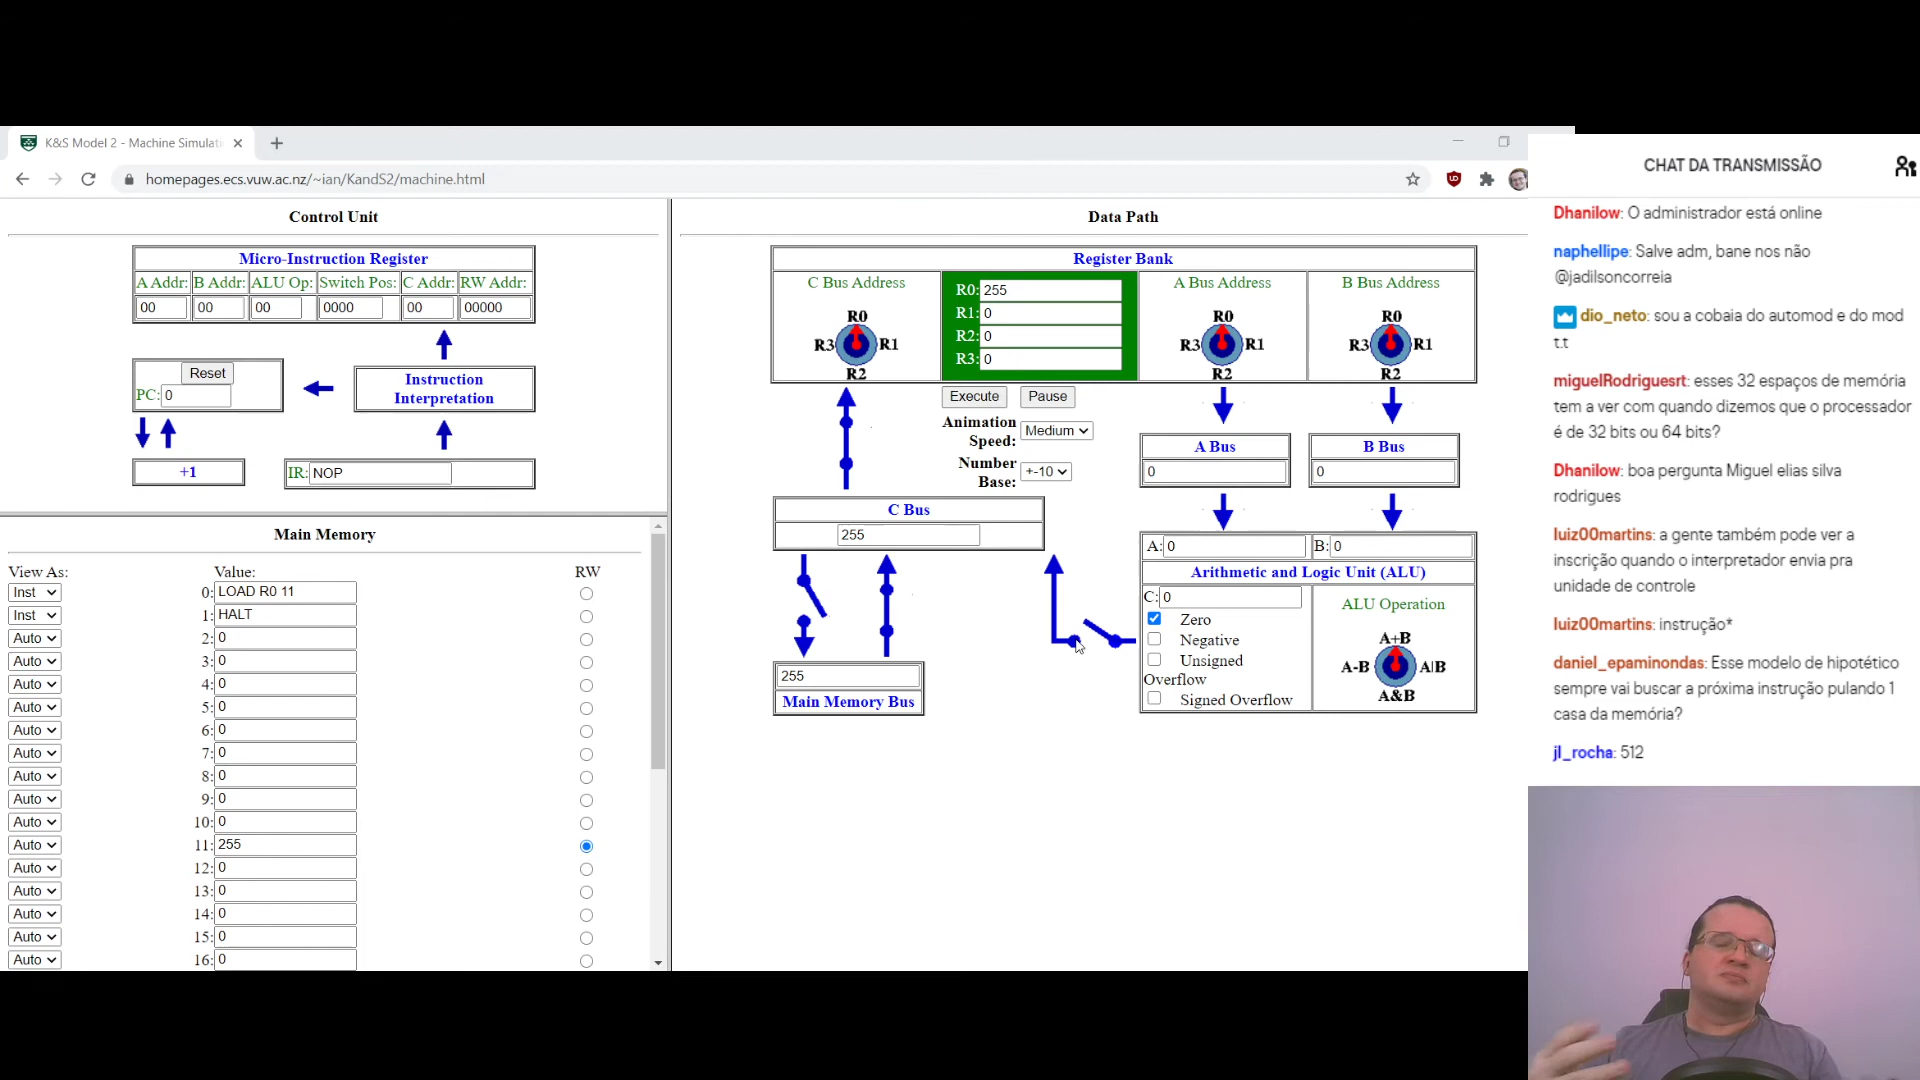 K&S Model 2 - Machine Simulati
homepages.ecs.vuw.ac.nz/~ian/KandS2/machine.html
Control Unit
Micro-Instruction Register
A Addr: B Addr: ALU Op: Switch Pos: C Addr: RW Addr:
00 00 00 0000 00 00000
Reset
PC: 0
Instruction
Interpretation
+1
IR: NOP
Main Memory
View As: Value: RW
Inst 0: LOAD R0 11
Inst 1: HALT
Auto 2: 0
Auto 3: 0
Auto 4: 0
Auto 5: 0
Auto 6: 0
Auto 7: 0
Auto 8: 0
Auto 9: 0
Auto 10: 0
Auto 11: 255
Auto 12: 0
Auto 13: 0
Auto 14: 0
Auto 15: 0
Auto 16: 0
Data Path
Register Bank
C Bus Address
R0
R3 R1
R2
R0: 255
R1: 0
R2: 0
R3: 0
A Bus Address
R0
R3 R1
R2
B Bus Address
R0
R3 R1
R2
Execute Pause
Animation
Speed: Medium
Number
Base: +-10
A Bus
0
B Bus
0
C Bus
255
255
Main Memory Bus
A: 0 B: 0
Arithmetic and Logic Unit (ALU)
C: 0
Zero
Negative
Unsigned
Overflow
Signed Overflow
ALU Operation
A+B
A-B A|B
A&B
CHAT DA TRANSMISSÃO
Dhanilow: O administrador está online
naphellipe: Salve adm, bane nos não
@jadilsoncorreia
dio_neto: sou a cobaia do automod e do mod
t.t
miguelRodriguesrt: esses 32 espaços de memória
tem a ver com quando dizemos que o processador
é de 32 bits ou 64 bits?
Dhanilow: boa pergunta Miguel elias silva
rodrigues
luiz00martins: a gente também pode ver a
inscrição quando o interpretador envia pra
unidade de controle
luiz00martins: instrução*
daniel_epaminondas: Esse modelo de hipotético
sempre vai buscar a próxima instrução pulando 1
casa da memória?
jl_rocha: 512